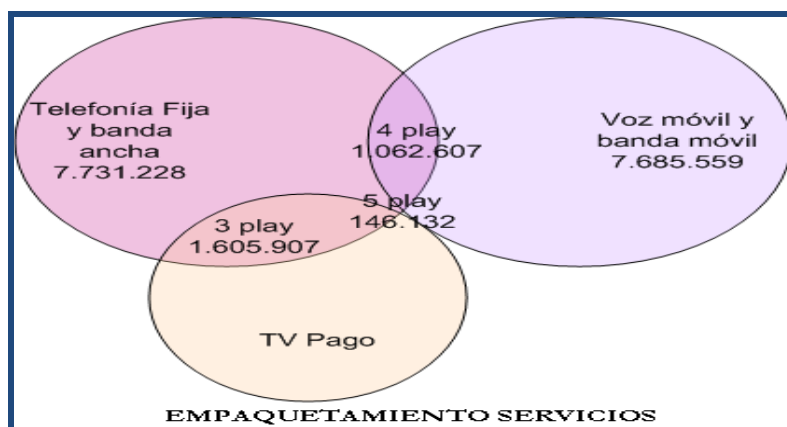 Telefonía Fija
y banda
ancha
7.731.228
4 play
1.062.607
Voz móvil y
banda móvil
7.685.559
5 play
146.132
3 play
1.605.907
TV Pago
EMPAQUETAMIENTO SERVICIOS